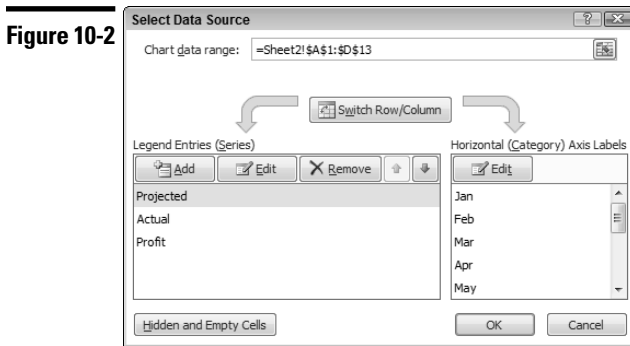 Figure 10-2
Select Data Source
Chart data range: =Sheet2!$A$1:$D$13
Switch Row/Column
Legend Entries (Series)
Add Edit Remove
Projected
Actual
Profit
Horizontal (Category) Axis Labels
Edit
Jan
Feb
Mar
Apr
May
Hidden and Empty Cells
OK Cancel